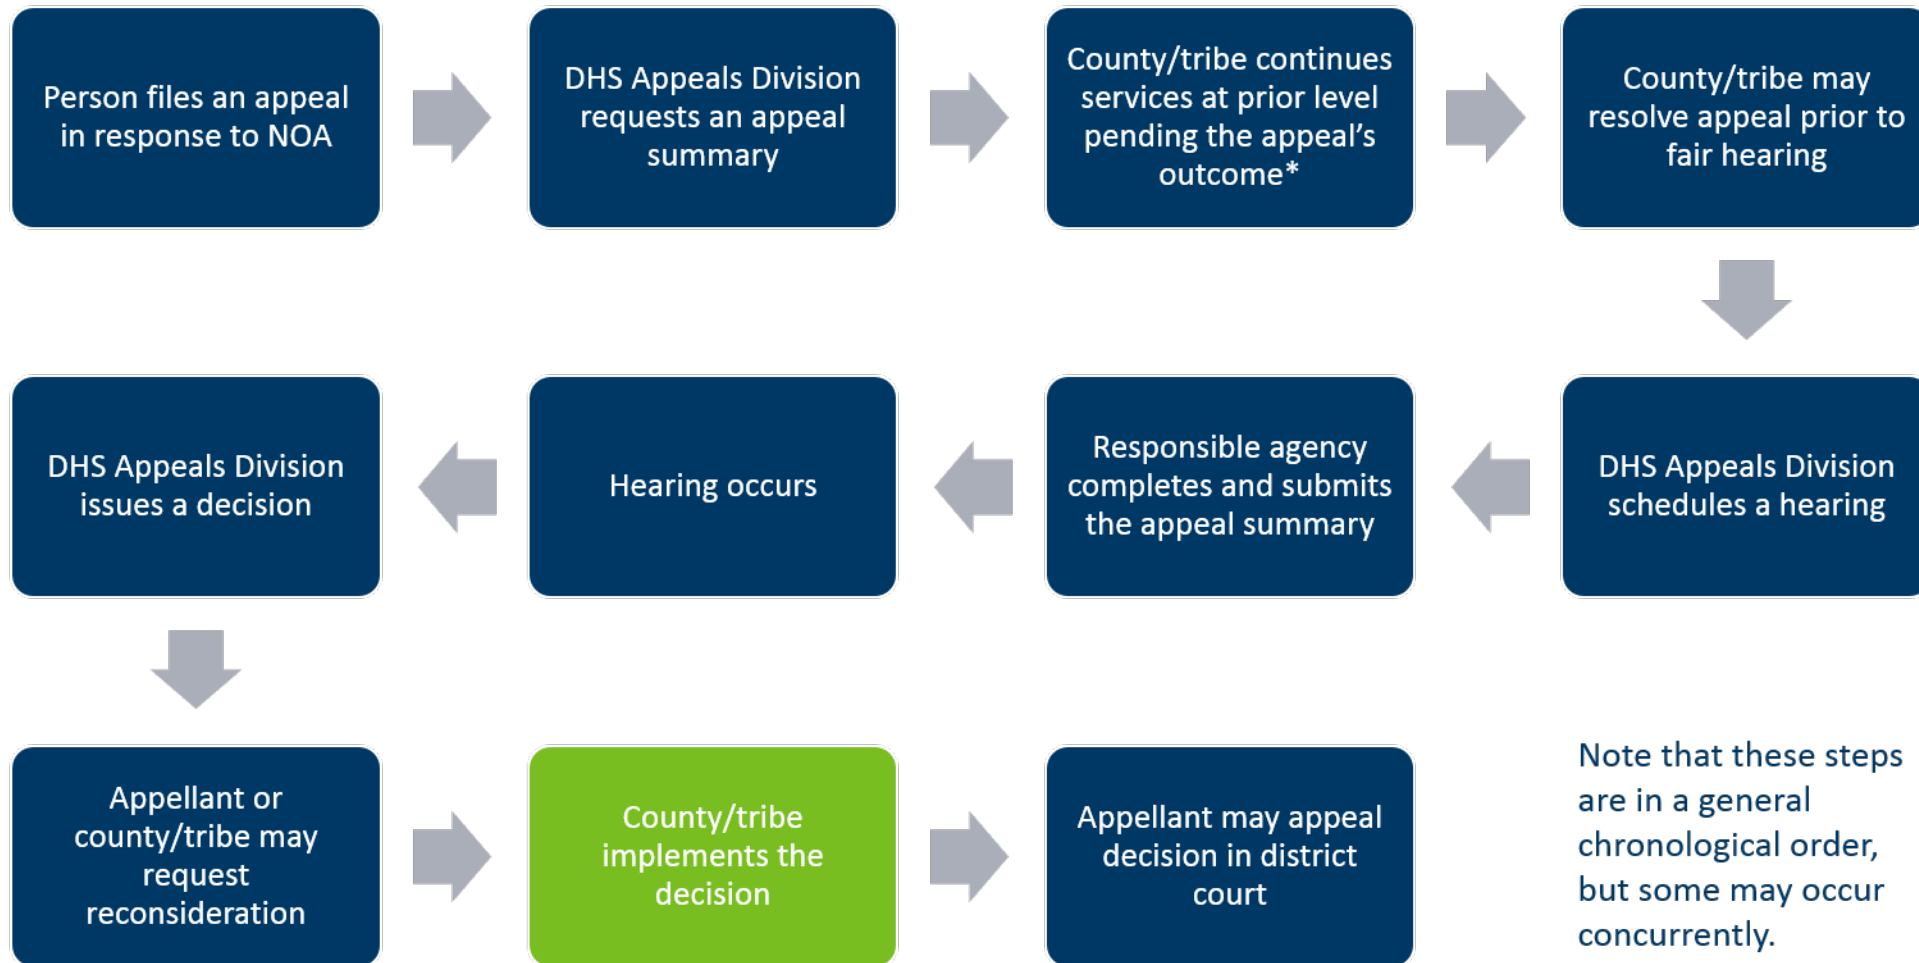 Person files an appeal
in response to NOA
DHS Appeals Division
requests an appeal
summary
County/tribe continues
services at prior level
pending the appeal's
outcome*
County/tribe may
resolve appeal prior to
fair hearing
DHS Appeals Division
schedules a hearing
Responsible agency
completes and submits
the appeal summary
Hearing occurs
DHS Appeals Division
issues a decision
Appellant or
county/tribe may
request
reconsideration
County/tribe
implements the
decision
Appellant may appeal
decision in district
court
Note that these steps
are in a general
chronological order,
but some may occur
concurrently.